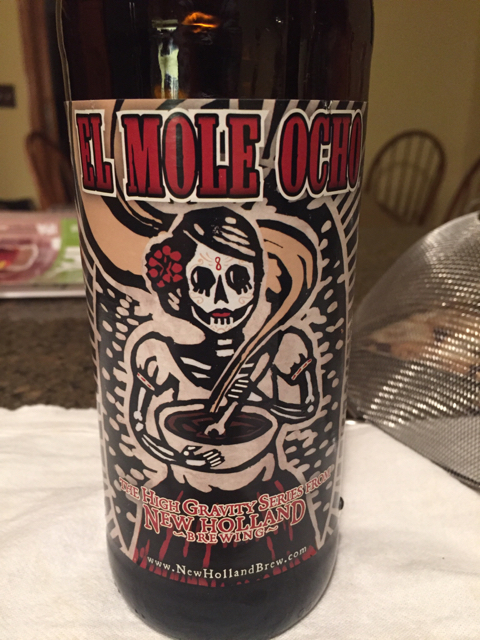 EL MOLE OCHO
8
THE HIGH GRAVITY SERIES FROM
NEW HOLLAND
~BREWING~
www.NewHollandBrew.com